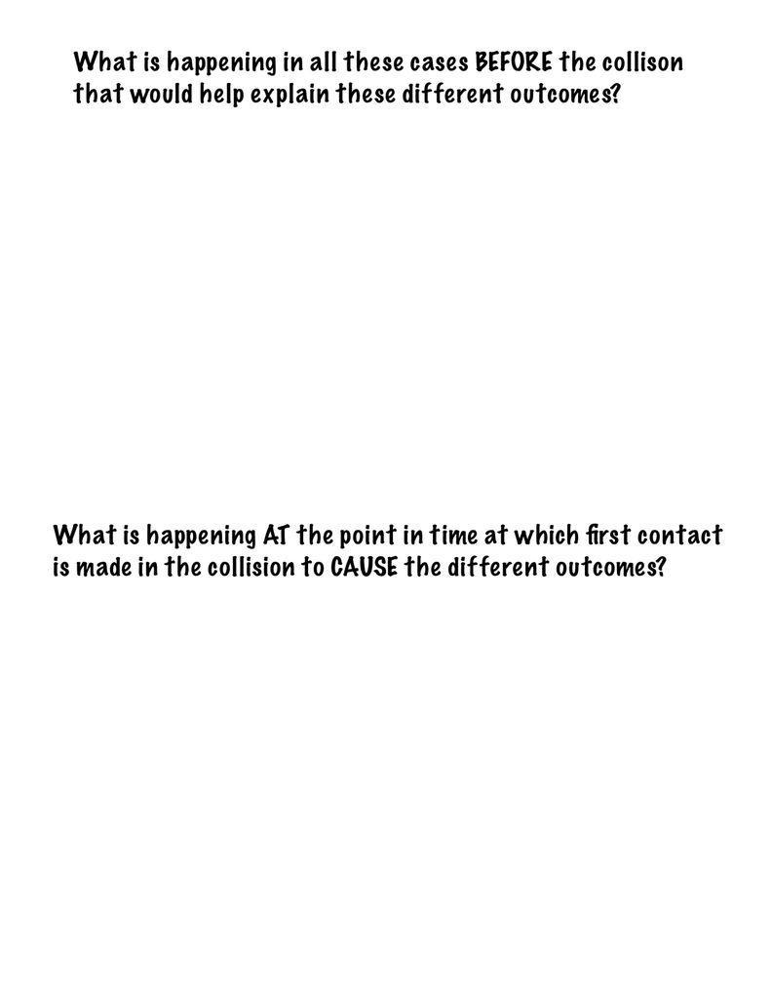 What is happening in all these cases BEFORE the collison
that would help explain these different outcomes?
What is happening AT the point in time at which first contact
is made in the collision to CAUSE the different outcomes?